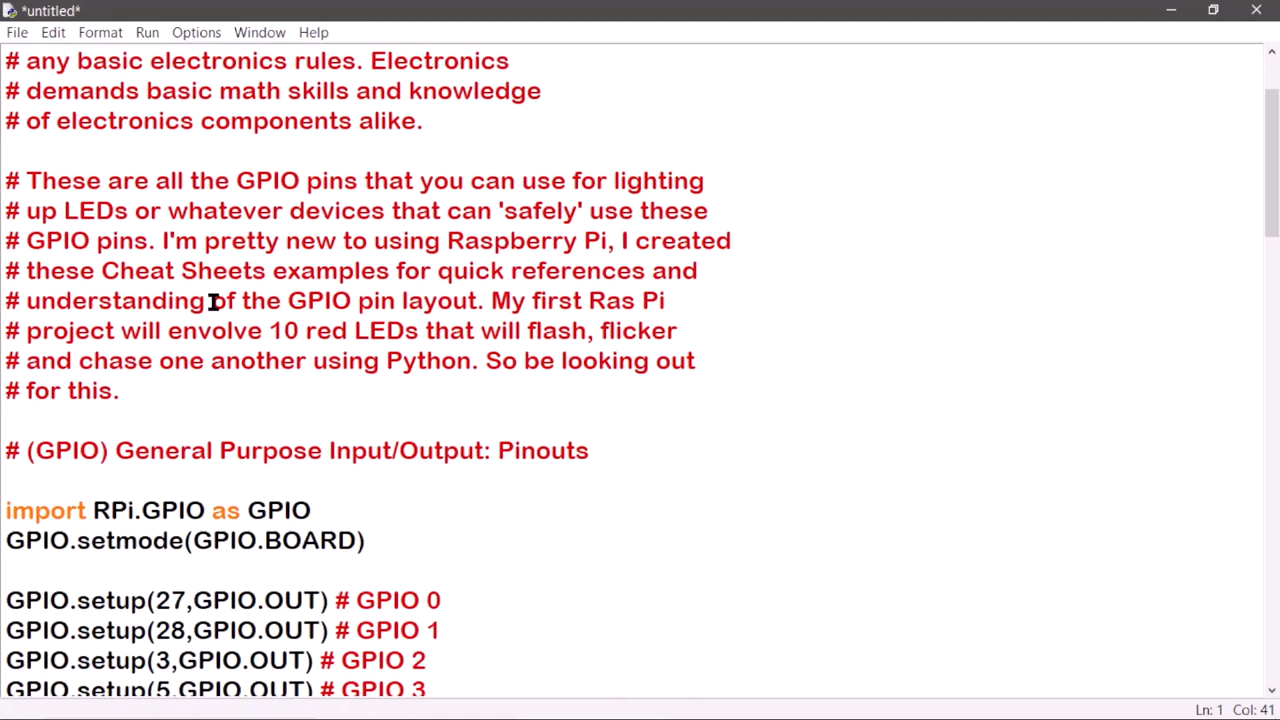 *untitled*
File Edit Format Run Options Window Help
# any basic electronics rules. Electronics
# demands basic math skills and knowledge
# of electronics components alike.
# These are all the GPIO pins that you can use for lighting
# up LEDs or whatever devices that can 'safely' use these
# GPIO pins. I'm pretty new to using Raspberry Pi, I created
# these Cheat Sheets examples for quick references and
# understanding of the GPIO pin layout. My first Ras Pi
# project will envolve 10 red LEDs that will flash, flicker
# and chase one another using Python. So be looking out
# for this.
# (GPIO) General Purpose Input/Output: Pinouts
import RPi.GPIO as GPIO
GPIO.setmode(GPIO.BOARD)
GPIO.setup(27,GPIO.OUT) # GPIO 0
GPIO.setup(28,GPIO.OUT) # GPIO 1
GPIO.setup(3,GPIO.OUT) # GPIO 2
GPIO.setup(5,GPIO.OUT) # GPIO 3
Ln: 1 Col: 41